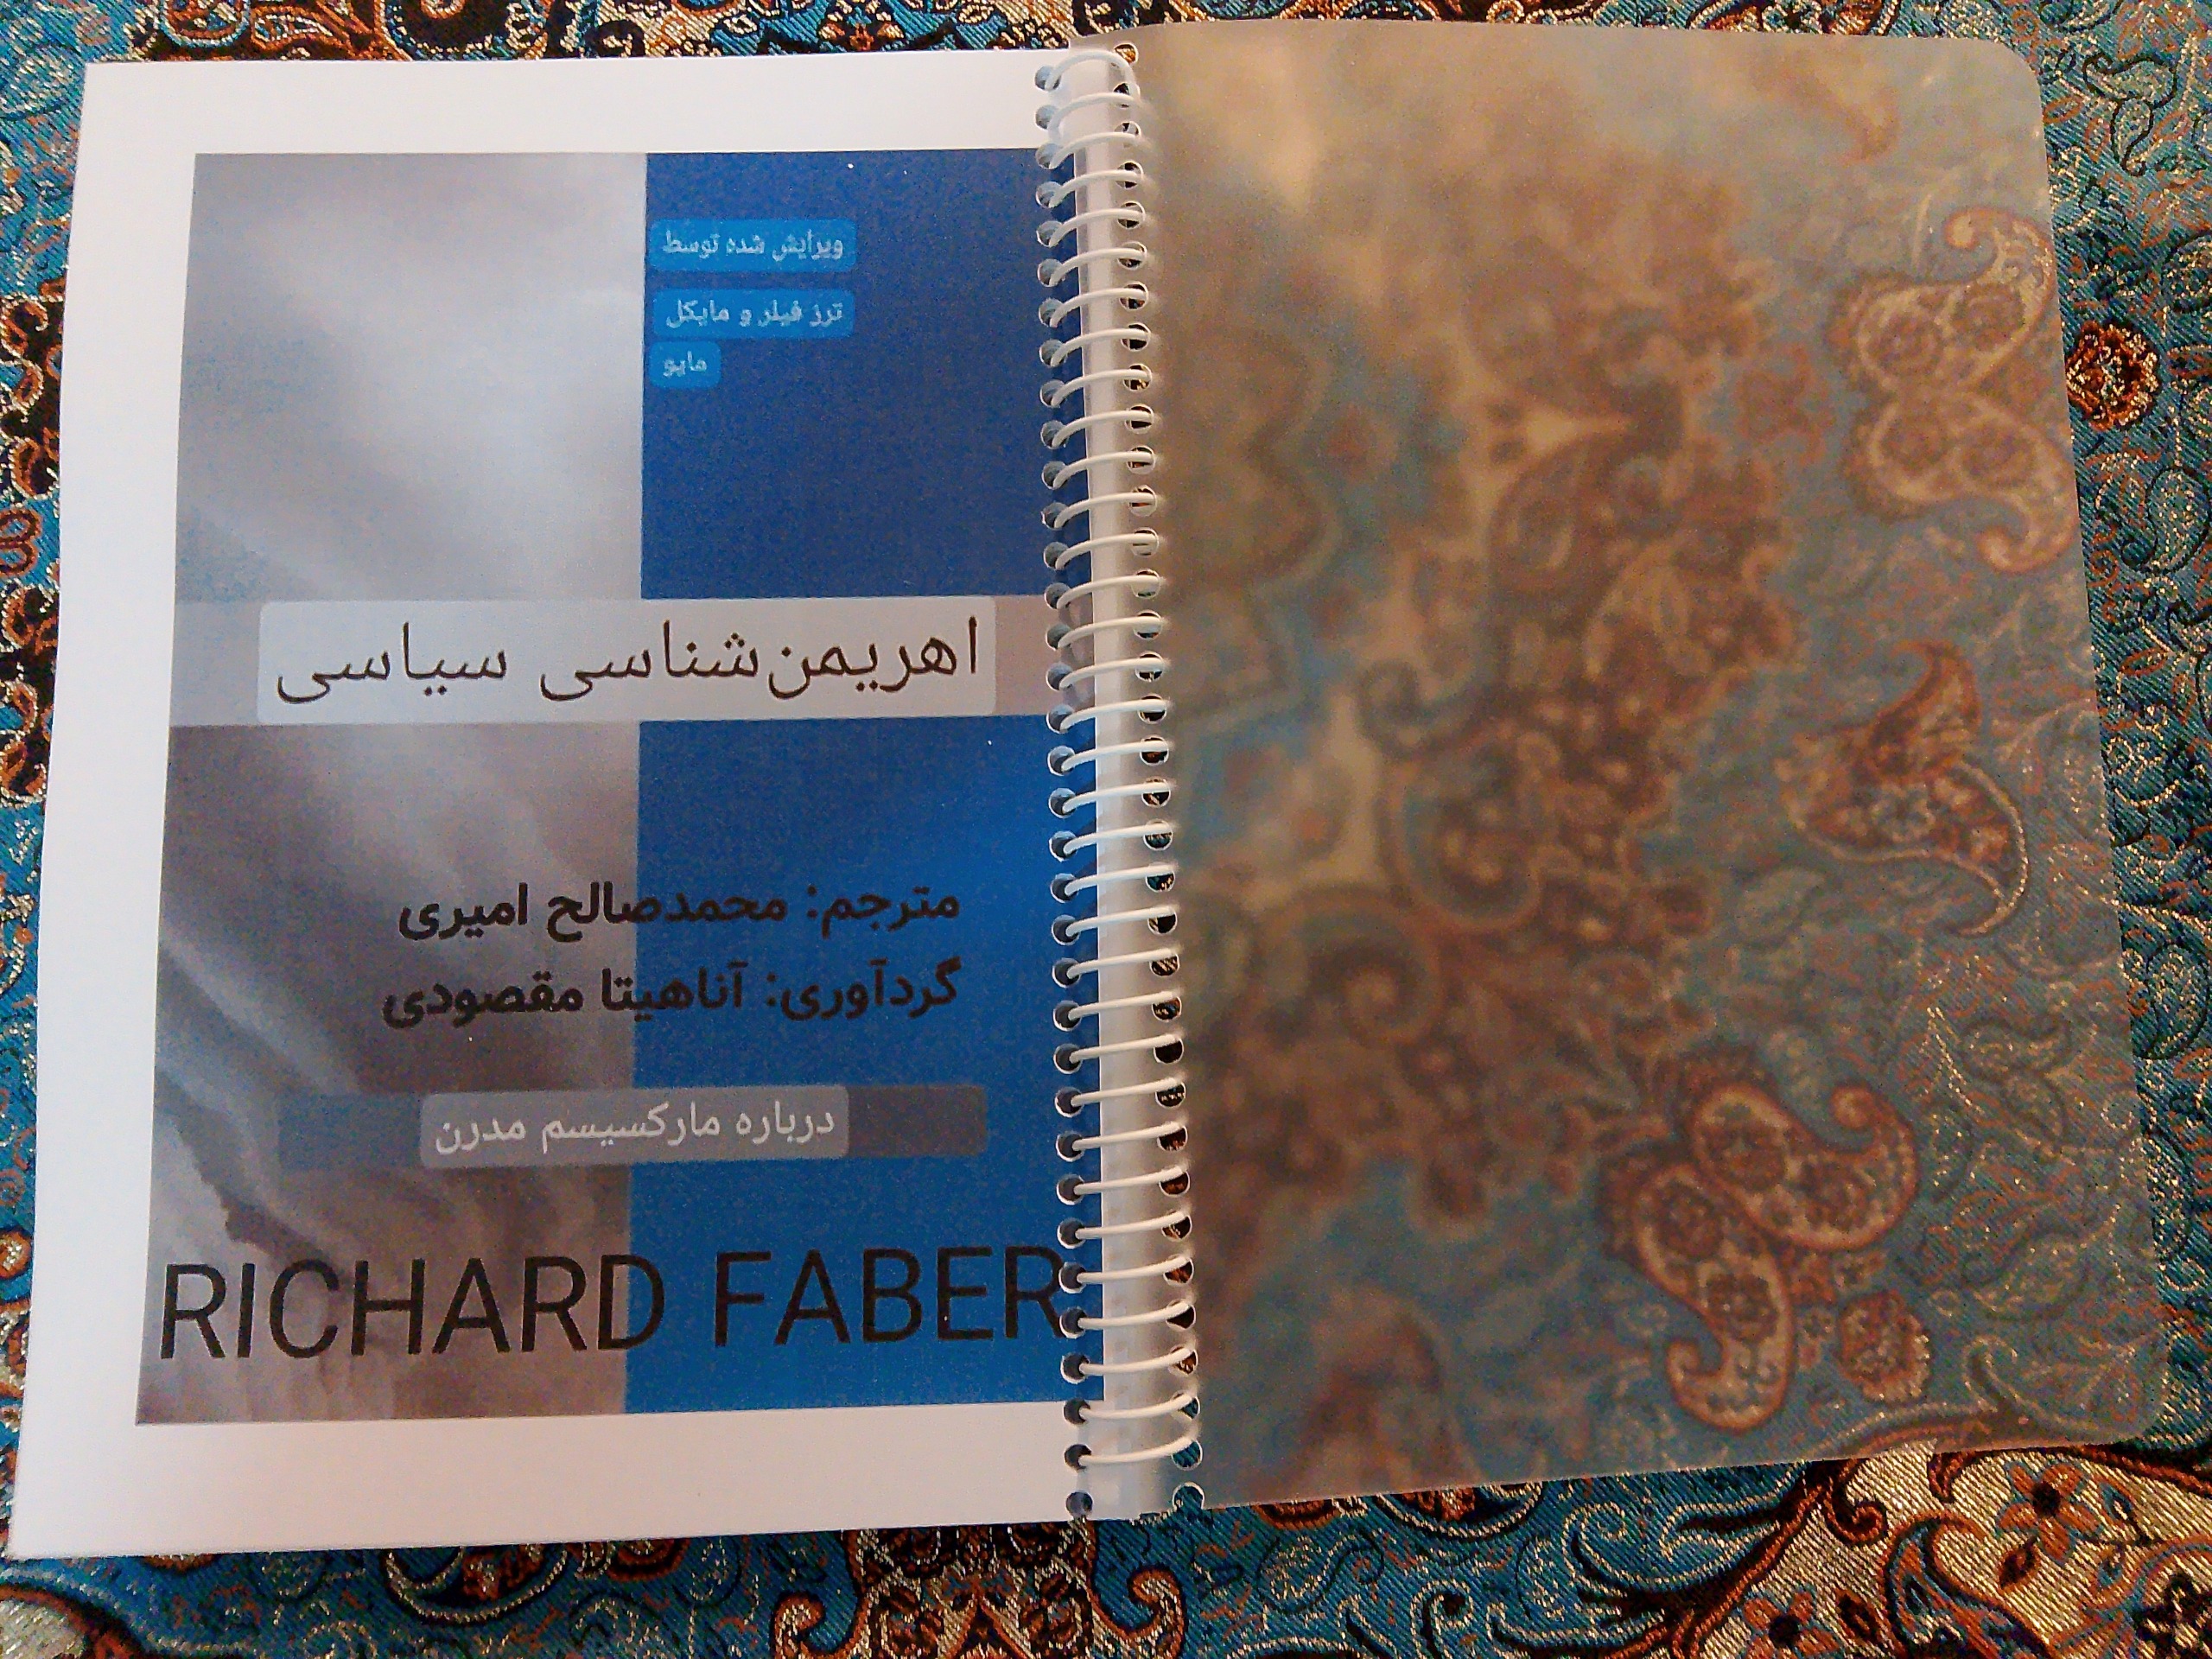 ویرایش شده توسط
ترز فیلر و مایکل
مایو
اهریمن‌شناسی سیاسی
مترجم: محمدصالح امیری
گردآوری: آناهیتا مقصودی
درباره مارکسیسم مدرن
RICHARD FABER